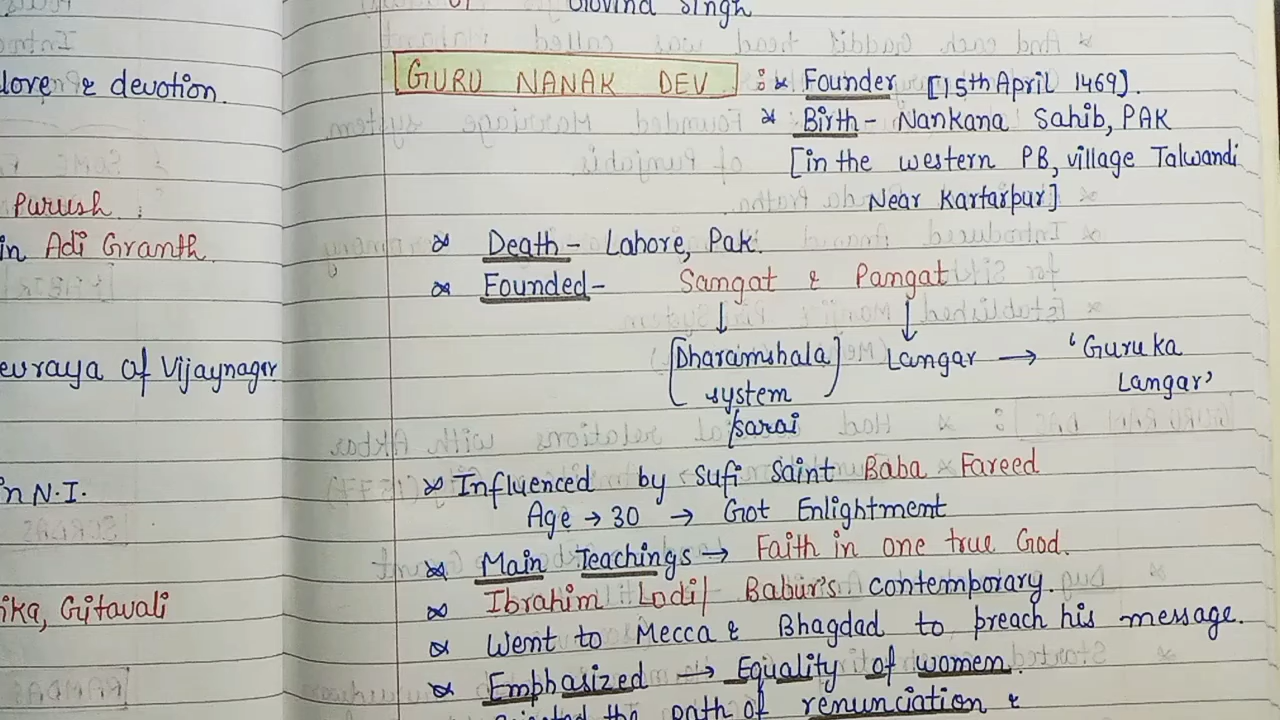 love & devotion.
Purush
in Adi Granth
evraya of Vijaynagar
in N.I.
ika, Gitavali
Govind Singh
GURU NANAK DEV : * Founder [15th April 1469].
* Birth - Nankana Sahib, PAK
[in the western PB, village Talwandi
Near Kartarpur]
* Death - Lahore, Pak.
* Founded - Sangat & Pangat
↓ ↓
[Dharamshala] Langar → 'Guru ka
system Langar'
/sarai
* Influenced by Sufi Saint Baba Fareed
Age → 30 → Got Enlightment
* Main Teachings → Faith in one true God.
* Ibrahim Lodi/ Babur's contemporary.
* Went to Mecca & Bhagdad to preach his message.
* Emphasized → Equality of women.
the path of renunciation &